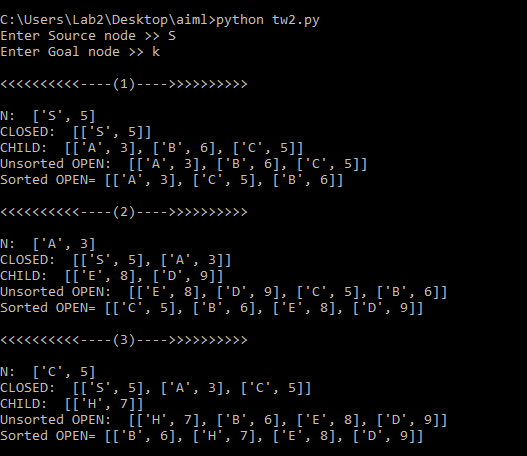 C:\Users\Lab2\Desktop\aiml>python tw2.py
Enter Source node >> S
Enter Goal node >> k
<<<<<<<<<<----(1)---->>>>>>>>>>
N:  ['S', 5]
CLOSED:  [['S', 5]]
CHILD:  [['A', 3], ['B', 6], ['C', 5]]
Unsorted OPEN:  [['A', 3], ['B', 6], ['C', 5]]
Sorted OPEN= [['A', 3], ['C', 5], ['B', 6]]
<<<<<<<<<<----(2)---->>>>>>>>>>
N:  ['A', 3]
CLOSED:  [['S', 5], ['A', 3]]
CHILD:  [['E', 8], ['D', 9]]
Unsorted OPEN:  [['E', 8], ['D', 9], ['C', 5], ['B', 6]]
Sorted OPEN= [['C', 5], ['B', 6], ['E', 8], ['D', 9]]
<<<<<<<<<<----(3)---->>>>>>>>>>
N:  ['C', 5]
CLOSED:  [['S', 5], ['A', 3], ['C', 5]]
CHILD:  [['H', 7]]
Unsorted OPEN:  [['H', 7], ['B', 6], ['E', 8], ['D', 9]]
Sorted OPEN= [['B', 6], ['H', 7], ['E', 8], ['D', 9]]